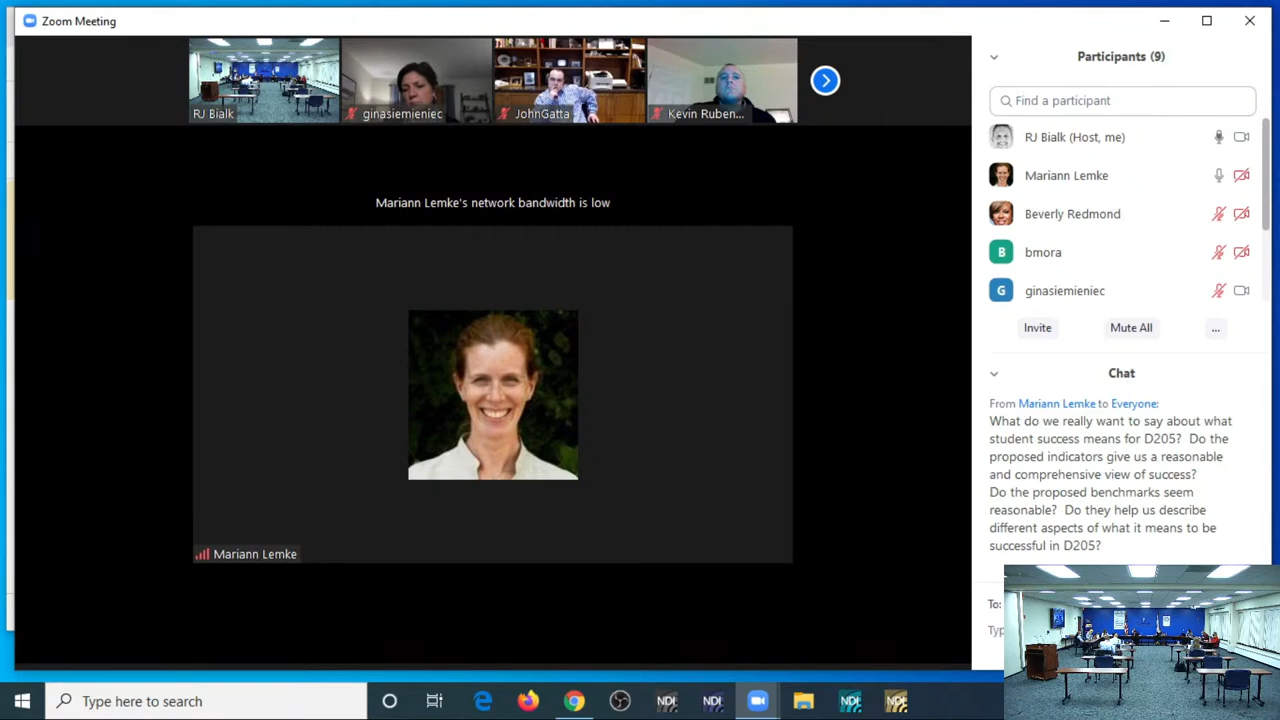 Zoom Meeting
RJ Bialk
ginasiemieniec
JohnGatta
Kevin Ruben...
Mariann Lemke's network bandwidth is low
Mariann Lemke
Participants (9)
Find a participant
RJ Bialk (Host, me)
Mariann Lemke
Beverly Redmond
B bmora
G ginasiemieniec
Invite
Mute All
...
Chat
From Mariann Lemke to Everyone:
What do we really want to say about what
student success means for D205?  Do the
proposed indicators give us a reasonable
and comprehensive view of success?
Do the proposed benchmarks seem
reasonable?  Do they help us describe
different aspects of what it means to be
successful in D205?
To:
Type here to search
NDI
NDI
NDI
NDI